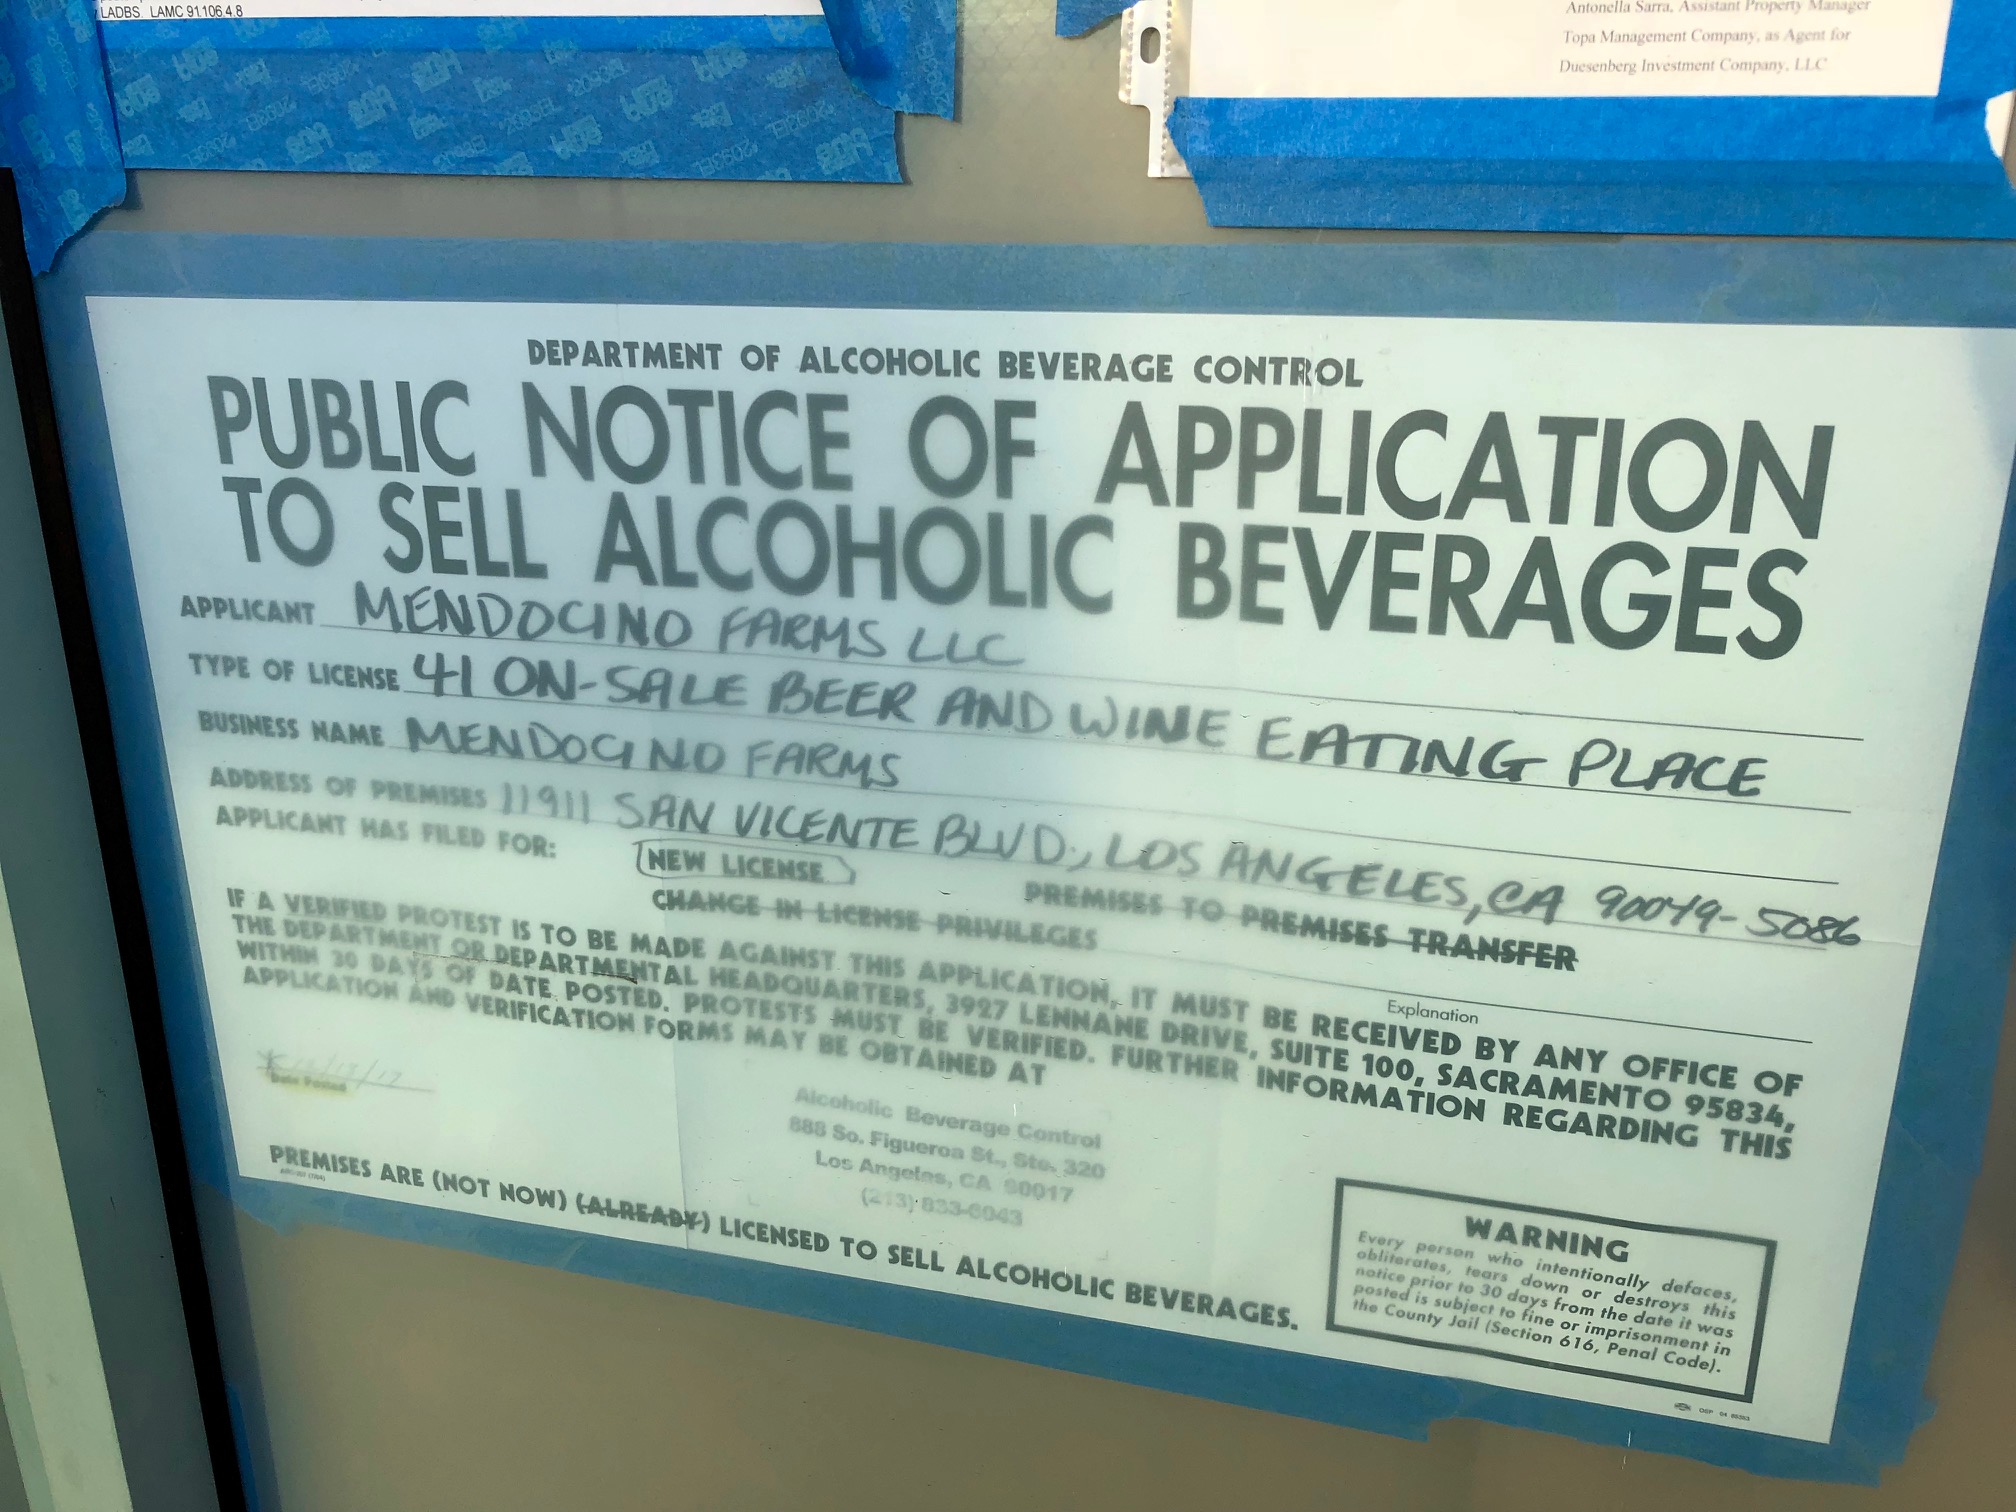 LADBS. LAMC 91.106.4.8
Antonella Sarra, Assistant Property Manager
Topa Management Company, as Agent for
Duesenberg Investment Company, LLC
DEPARTMENT OF ALCOHOLIC BEVERAGE CONTROL
PUBLIC NOTICE OF APPLICATION
TO SELL ALCOHOLIC BEVERAGES
APPLICANT MENDOCINO FARMS LLC
TYPE OF LICENSE 41 ON-SALE BEER AND WINE EATING PLACE
BUSINESS NAME MENDOCINO FARMS
ADDRESS OF PREMISES 11911 SAN VICENTE BLVD., LOS ANGELES, CA 90049-5086
APPLICANT HAS FILED FOR:
NEW LICENSE
PREMISES TO PREMISES TRANSFER
CHANGE IN LICENSE PRIVILEGES
Explanation
IF A VERIFIED PROTEST IS TO BE MADE AGAINST THIS APPLICATION, IT MUST BE RECEIVED BY ANY OFFICE OF
THE DEPARTMENT OR DEPARTMENTAL HEADQUARTERS, 3927 LENNANE DRIVE, SUITE 100, SACRAMENTO 95834,
WITHIN 30 DAYS OF DATE POSTED. PROTESTS MUST BE VERIFIED. FURTHER INFORMATION REGARDING THIS
APPLICATION AND VERIFICATION FORMS MAY BE OBTAINED AT
Date Posted
Alcoholic Beverage Control
888 So. Figueroa St., Ste. 320
Los Angeles, CA 90017
(213) 833-6043
PREMISES ARE (NOT NOW) (ALREADY) LICENSED TO SELL ALCOHOLIC BEVERAGES.
WARNING
Every person who intentionally defaces,
obliterates, tears down or destroys this
notice prior to 30 days from the date it was
posted is subject to fine or imprisonment in
the County Jail (Section 616, Penal Code).